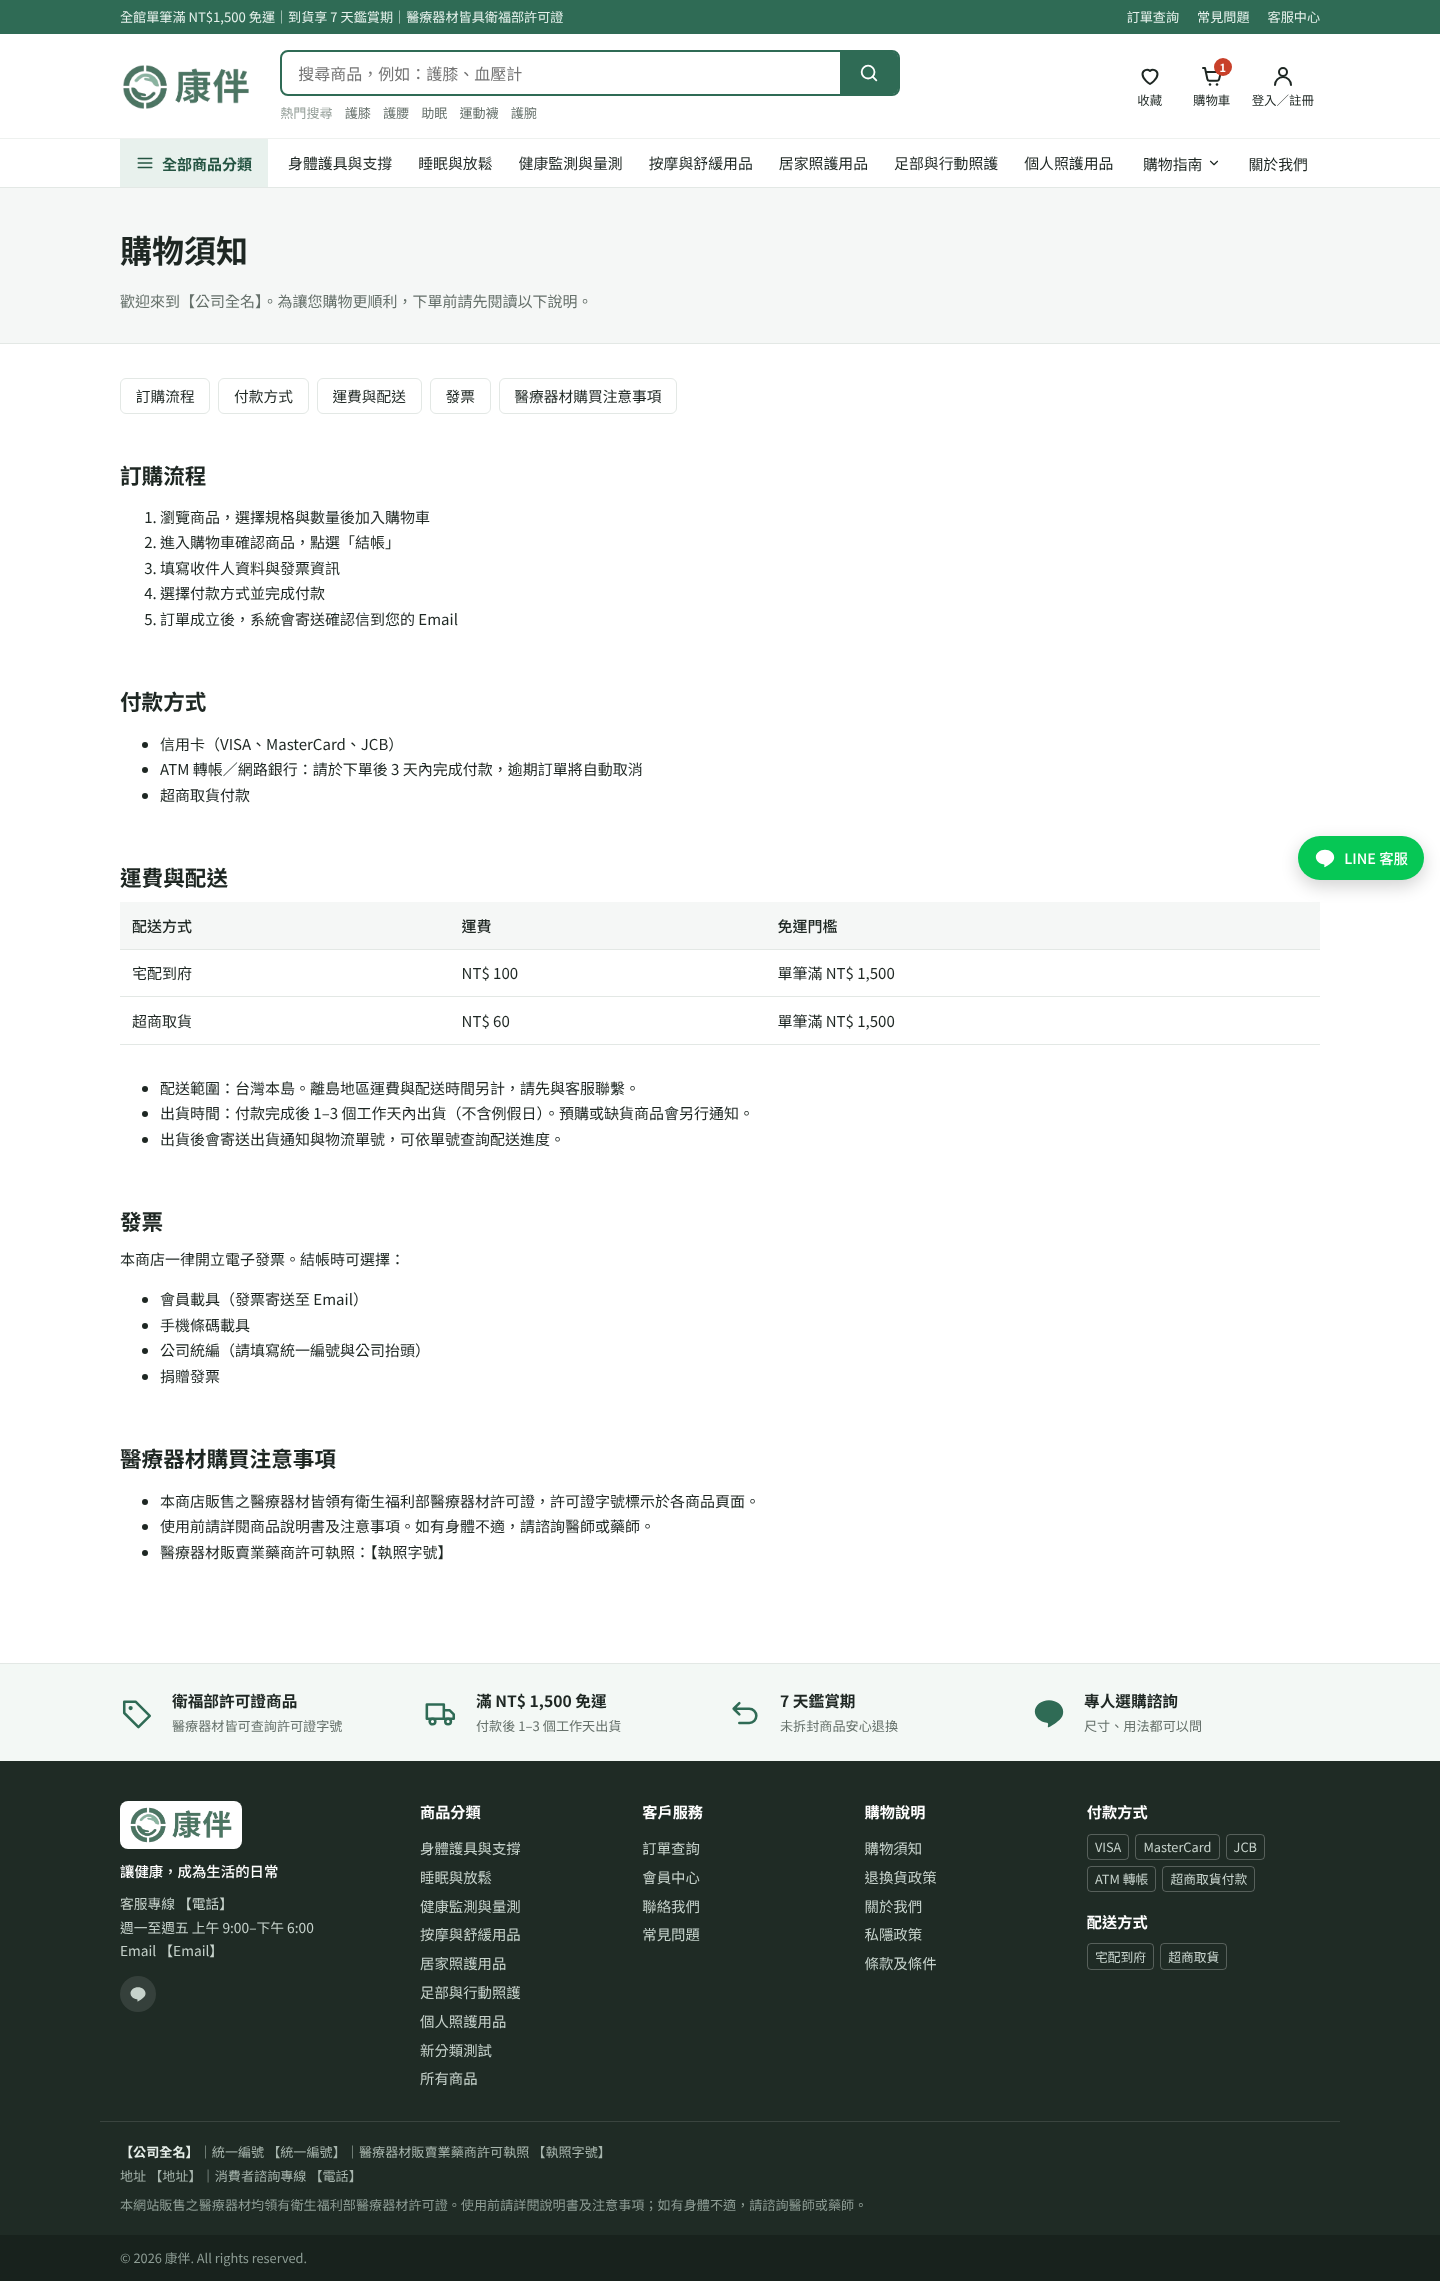 全館單筆滿 NT$1,500 免運｜到貨享 7 天鑑賞期｜醫療器材皆具衛福部許可證
訂單查詢 常見問題 客服中心
康伴
搜尋商品，例如：護膝、血壓計
熱門搜尋 護膝 護腰 助眠 運動襪 護腕
1
收藏 購物車 登入／註冊
全部商品分類 身體護具與支撐 睡眠與放鬆 健康監測與量測 按摩與舒緩用品 居家照護用品 足部與行動照護 個人照護用品 購物指南 關於我們
購物須知
歡迎來到【公司全名】。為讓您購物更順利，下單前請先閱讀以下說明。
訂購流程 付款方式 運費與配送 發票 醫療器材購買注意事項
訂購流程
1. 瀏覽商品，選擇規格與數量後加入購物車
2. 進入購物車確認商品，點選「結帳」
3. 填寫收件人資料與發票資訊
4. 選擇付款方式並完成付款
5. 訂單成立後，系統會寄送確認信到您的 Email
付款方式
信用卡（VISA、MasterCard、JCB）
ATM 轉帳／網路銀行：請於下單後 3 天內完成付款，逾期訂單將自動取消
超商取貨付款
LINE 客服
運費與配送
配送方式 運費 免運門檻
宅配到府 NT$ 100 單筆滿 NT$ 1,500
超商取貨 NT$ 60 單筆滿 NT$ 1,500
配送範圍：台灣本島。離島地區運費與配送時間另計，請先與客服聯繫。
出貨時間：付款完成後 1–3 個工作天內出貨（不含例假日）。預購或缺貨商品會另行通知。
出貨後會寄送出貨通知與物流單號，可依單號查詢配送進度。
發票
本商店一律開立電子發票。結帳時可選擇：
會員載具（發票寄送至 Email）
手機條碼載具
公司統編（請填寫統一編號與公司抬頭）
捐贈發票
醫療器材購買注意事項
本商店販售之醫療器材皆領有衛生福利部醫療器材許可證，許可證字號標示於各商品頁面。
使用前請詳閱商品說明書及注意事項。如有身體不適，請諮詢醫師或藥師。
醫療器材販賣業藥商許可執照：【執照字號】
衛福部許可證商品
醫療器材皆可查詢許可證字號
滿 NT$ 1,500 免運
付款後 1–3 個工作天出貨
7 天鑑賞期
未拆封商品安心退換
專人選購諮詢
尺寸、用法都可以問
康伴
讓健康，成為生活的日常
客服專線 【電話】
週一至週五 上午 9:00–下午 6:00
Email 【Email】
商品分類
身體護具與支撐
睡眠與放鬆
健康監測與量測
按摩與舒緩用品
居家照護用品
足部與行動照護
個人照護用品
新分類測試
所有商品
客戶服務
訂單查詢
會員中心
聯絡我們
常見問題
購物說明
購物須知
退換貨政策
關於我們
私隱政策
條款及條件
付款方式
VISA MasterCard JCB
ATM 轉帳 超商取貨付款
配送方式
宅配到府 超商取貨
【公司全名】｜統一編號 【統一編號】｜醫療器材販賣業藥商許可執照 【執照字號】
地址 【地址】｜消費者諮詢專線 【電話】
本網站販售之醫療器材均領有衛生福利部醫療器材許可證。使用前請詳閱說明書及注意事項；如有身體不適，請諮詢醫師或藥師。
© 2026 康伴. All rights reserved.